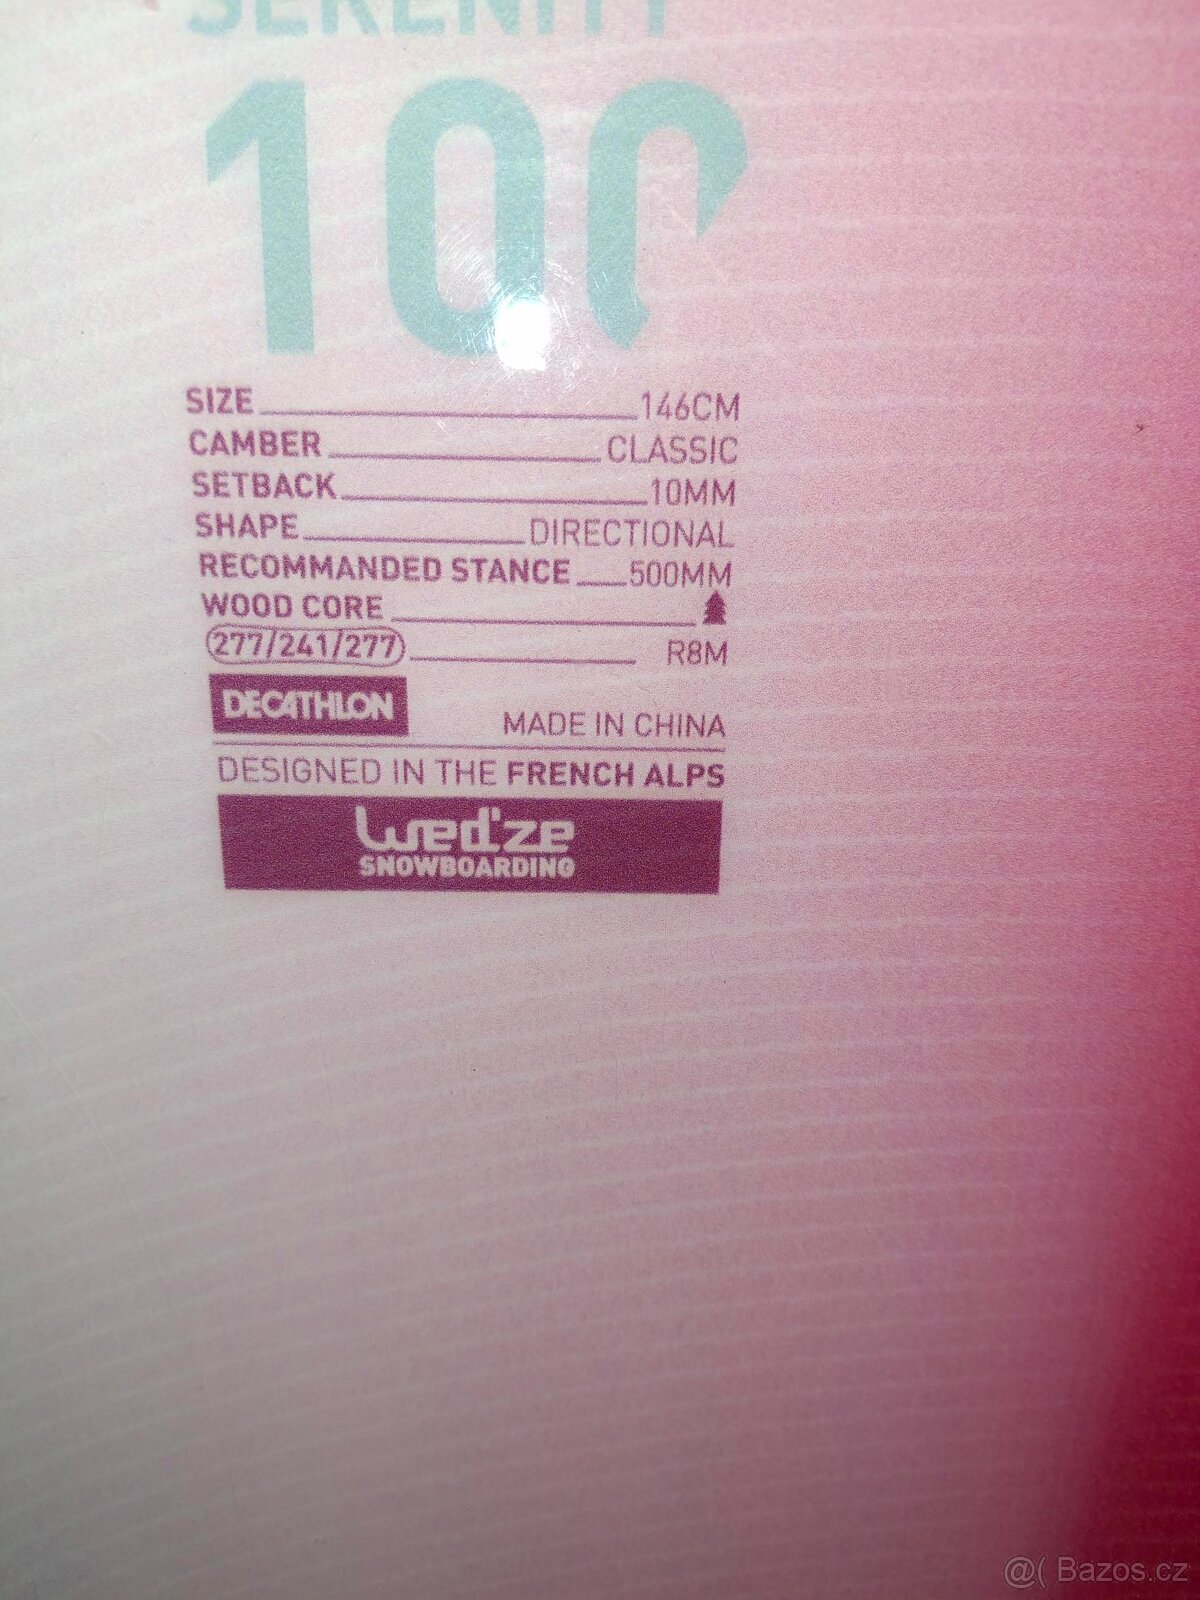 SERENITY
100
SIZE 146CM
CAMBER CLASSIC
SETBACK 10MM
SHAPE DIRECTIONAL
RECOMMANDED STANCE 500MM
WOOD CORE
277/241/277 R8M
DECATHLON MADE IN CHINA
DESIGNED IN THE FRENCH ALPS
Wed'ze
SNOWBOARDING
@( Bazos.cz